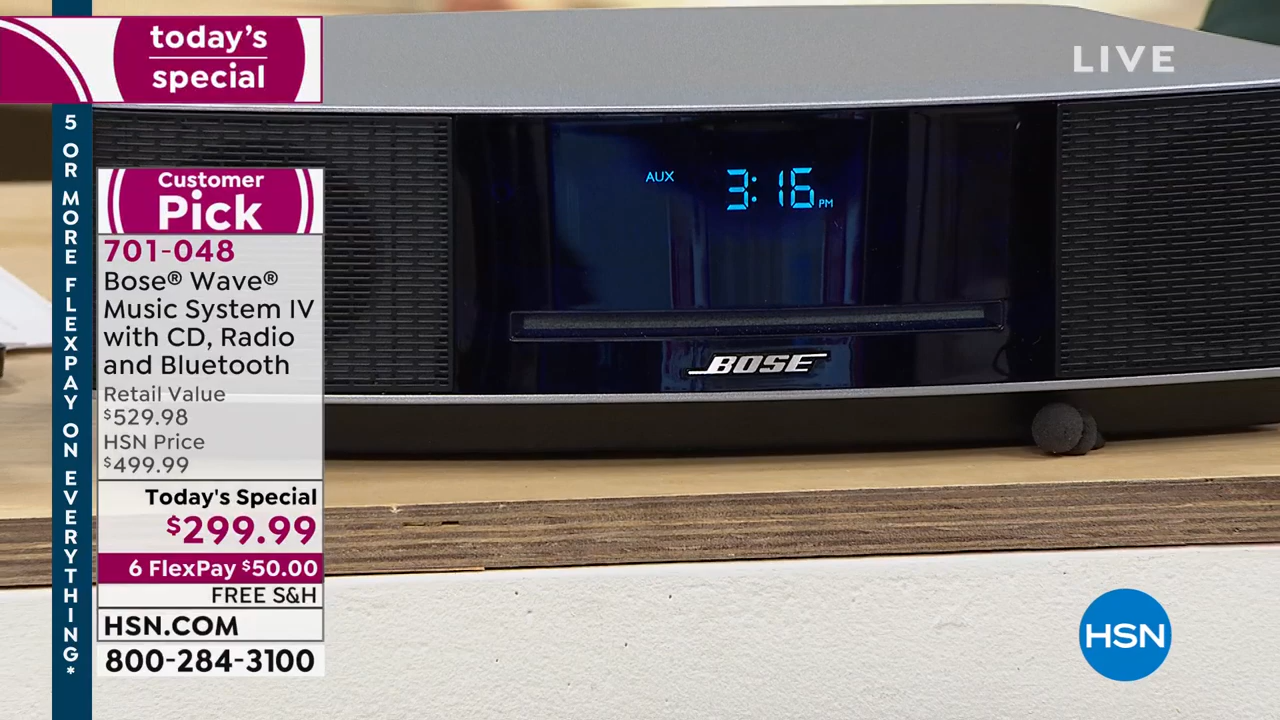 today's
special
LIVE
5 OR MORE FLEXPAY ON EVERYTHING*
Customer
Pick
701-048
Bose® Wave®
Music System IV
with CD, Radio
and Bluetooth
Retail Value
$529.98
HSN Price
$499.99
Today's Special
$299.99
6 FlexPay $50.00
FREE S&H
HSN.COM
800-284-3100
AUX 3:16 PM
BOSE
HSN